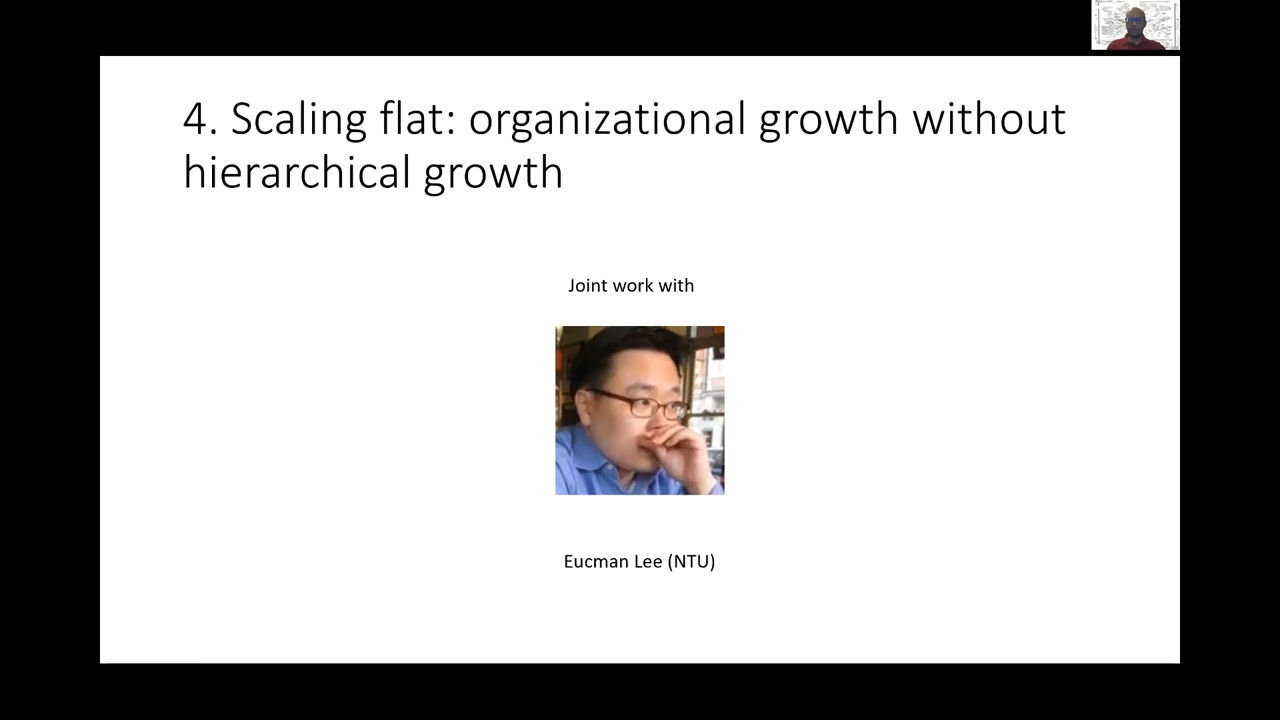 4. Scaling flat: organizational growth without
hierarchical growth
Joint work with
Eucman Lee (NTU)